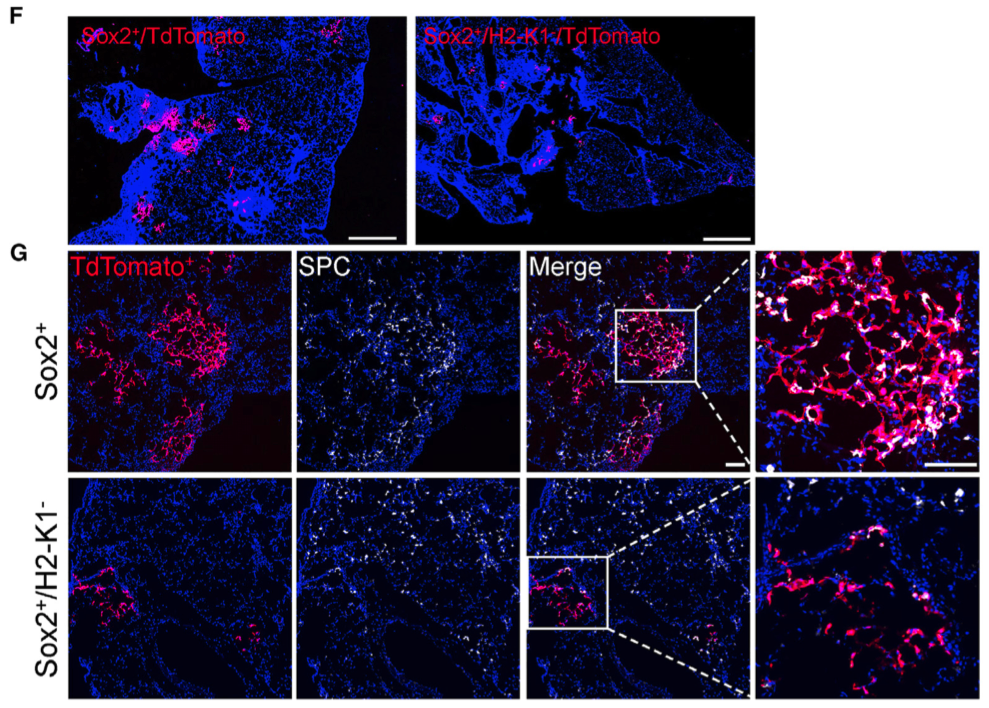 F
Sox2⁺/TdTomato
Sox2⁺/H2-K1⁻/TdTomato
G
TdTomato⁺
SPC
Merge
Sox2⁺
Sox2⁺/H2-K1⁻